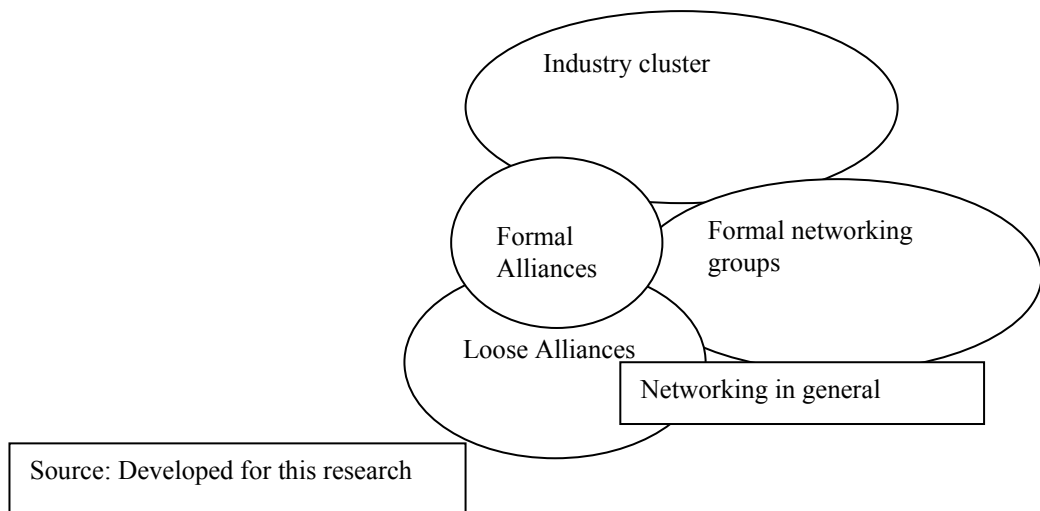 Industry cluster
Formal networking
groups
Formal
Alliances
Loose Alliances
Networking in general
Source: Developed for this research